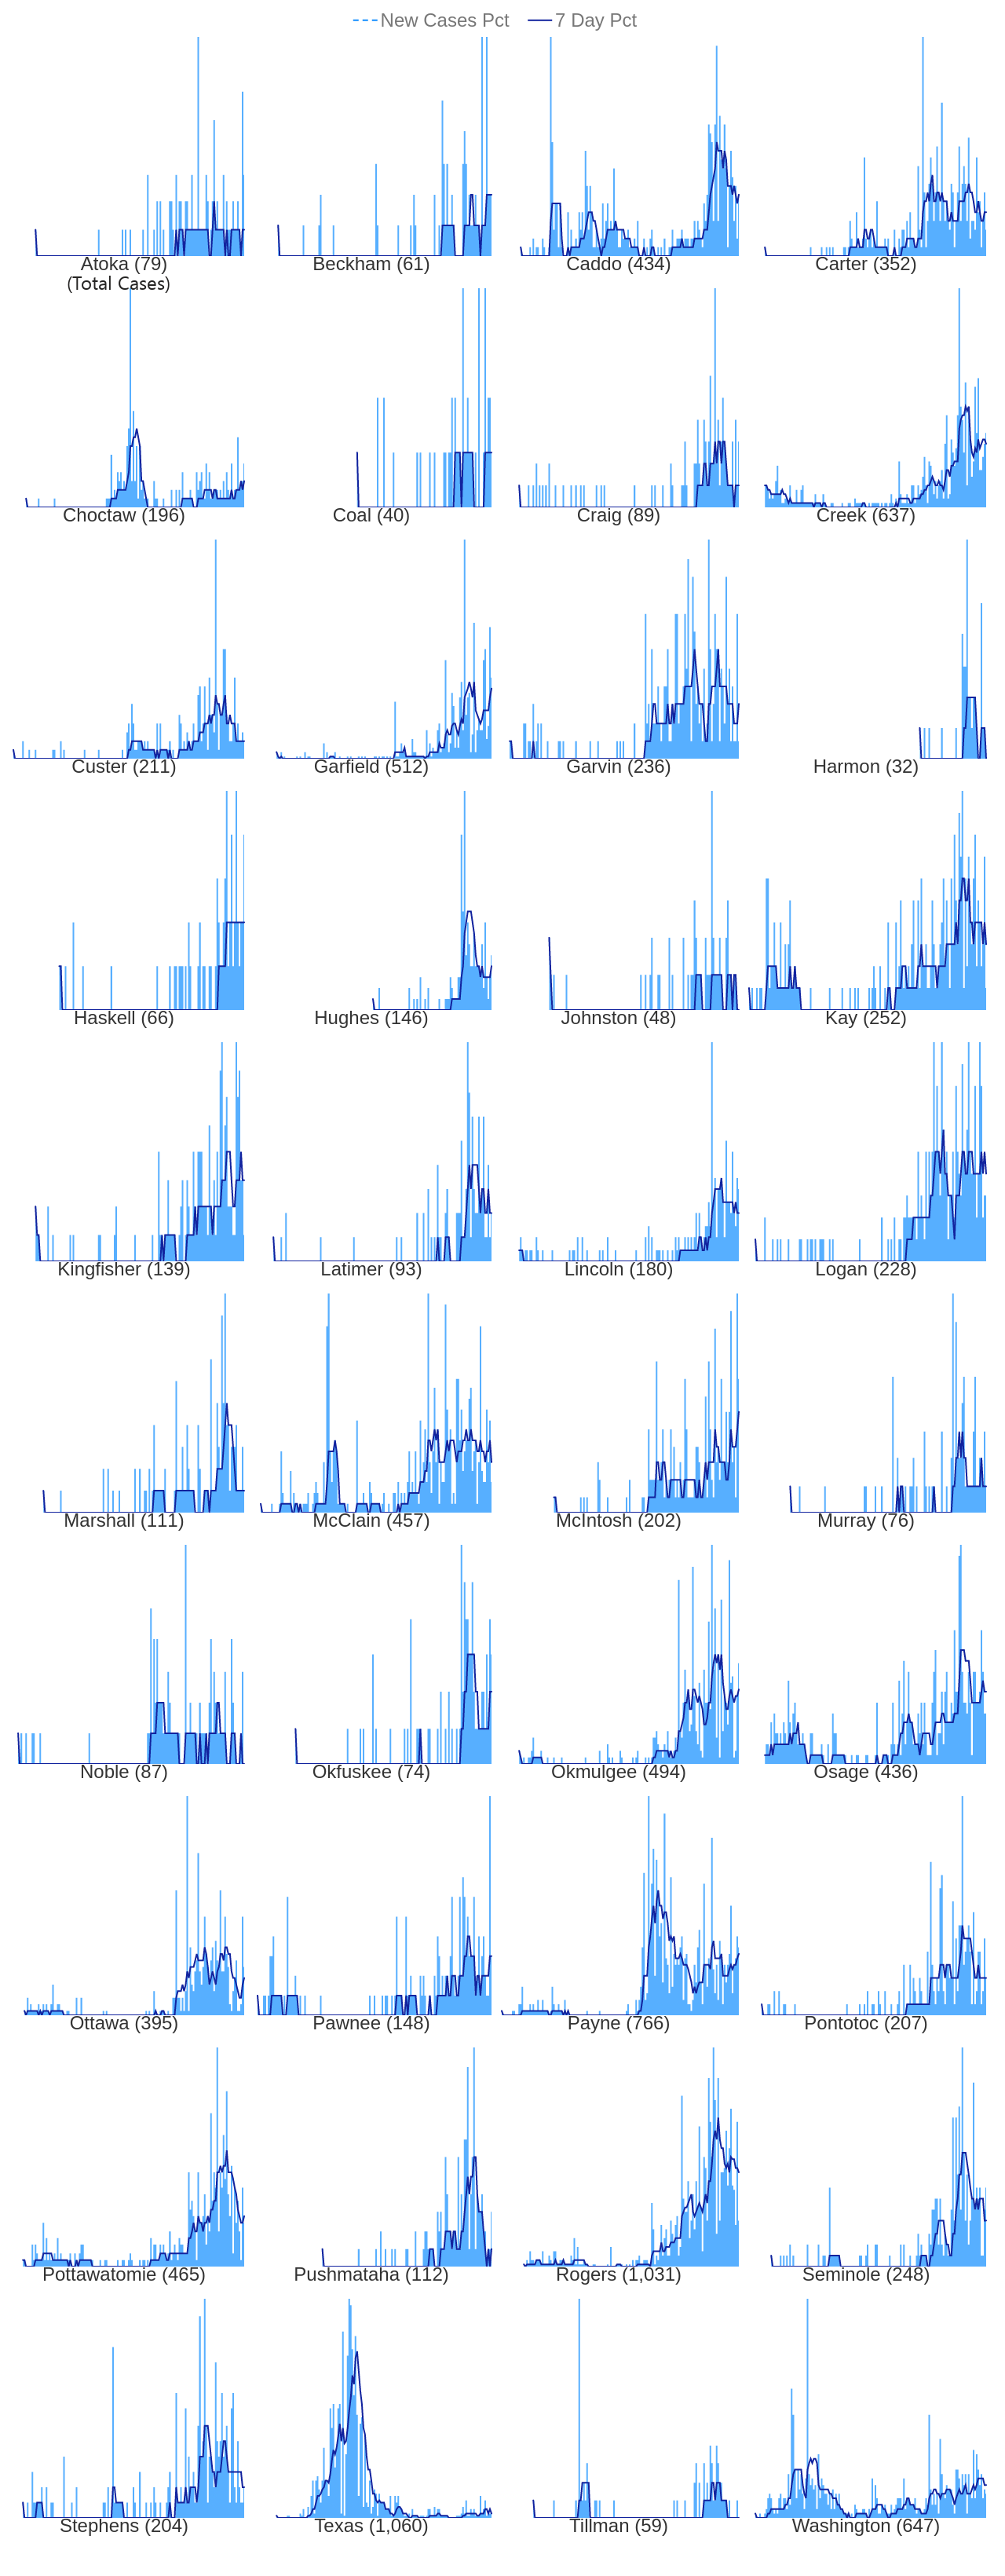 New Cases Pct 7 Day Pct
Atoka (79) Beckham (61) Caddo (434) Carter (352)
(Total Cases)
Choctaw (196) Coal (40) Craig (89) Creek (637)
Custer (211) Garfield (512) Garvin (236) Harmon (32)
Haskell (66) Hughes (146) Johnston (48) Kay (252)
Kingfisher (139) Latimer (93) Lincoln (180) Logan (228)
Marshall (111) McClain (457) McIntosh (202) Murray (76)
Noble (87) Okfuskee (74) Okmulgee (494) Osage (436)
Ottawa (395) Pawnee (148) Payne (766) Pontotoc (207)
Pottawatomie (465) Pushmataha (112) Rogers (1,031) Seminole (248)
Stephens (204) Texas (1,060) Tillman (59) Washington (647)